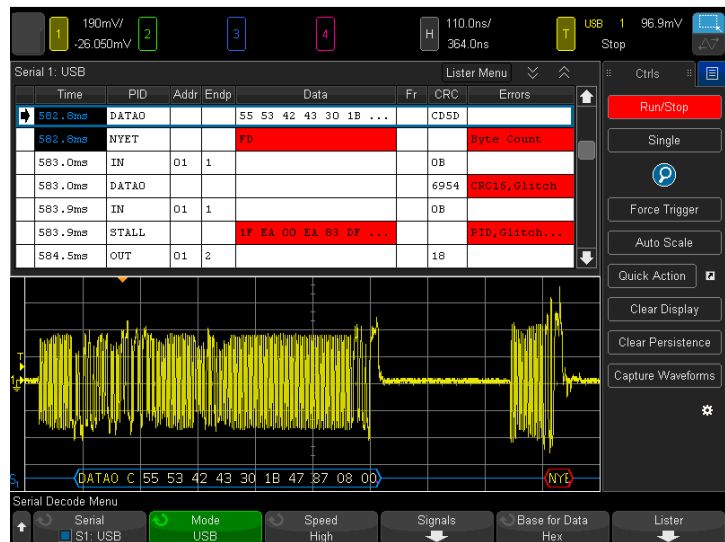 1 190mV/ -26.050mV 2 3 4 H 110.0ns/ 364.0ns T USB 1 96.9mV Stop
Serial 1: USB Lister Menu
Time PID Addr Endp Data Fr CRC Errors
582.8ms DATA0 55 53 42 43 30 1B ... CD5D
582.8ms NYET FD Byte Count
583.0ms IN 01 1 0B
583.0ms DATA0 6954 CRC16,Glitch
583.9ms IN 01 1 0B
583.9ms STALL 1F EA 00 EA 83 DF ... PID,Glitch...
584.5ms OUT 01 2 18
Ctrls
Run/Stop
Single
Force Trigger
Auto Scale
Quick Action
Clear Display
Clear Persistence
Capture Waveforms
T
1
S1 DATA0 C 55 53 42 43 30 1B 47 87 08 00 NYE
Serial Decode Menu
Serial
S1: USB
Mode
USB
Speed
High
Signals
Base for Data
Hex
Lister